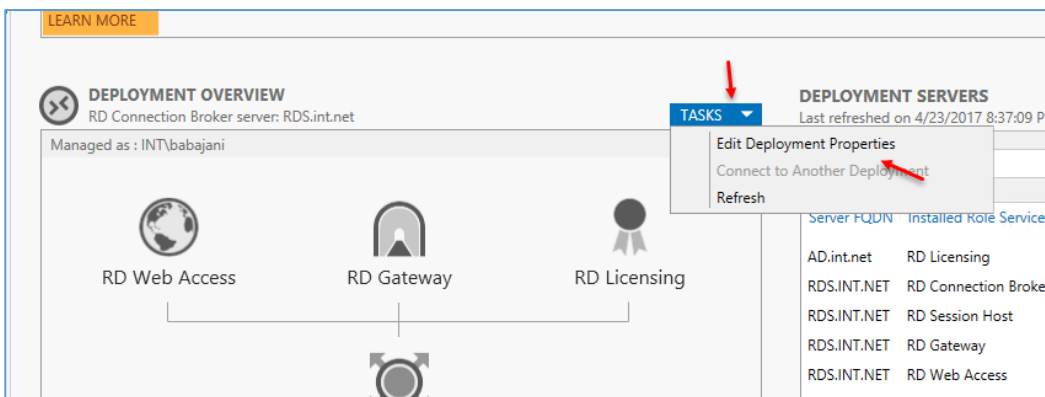 LEARN MORE
DEPLOYMENT OVERVIEW
RD Connection Broker server: RDS.int.net
Managed as : INT\babajani
TASKS
Edit Deployment Properties
Connect to Another Deployment
Refresh
RD Web Access
RD Gateway
RD Licensing
DEPLOYMENT SERVERS
Last refreshed on 4/23/2017 8:37:09 P
Server FQDN Installed Role Service
AD.int.net RD Licensing
RDS.INT.NET RD Connection Broke
RDS.INT.NET RD Session Host
RDS.INT.NET RD Gateway
RDS.INT.NET RD Web Access